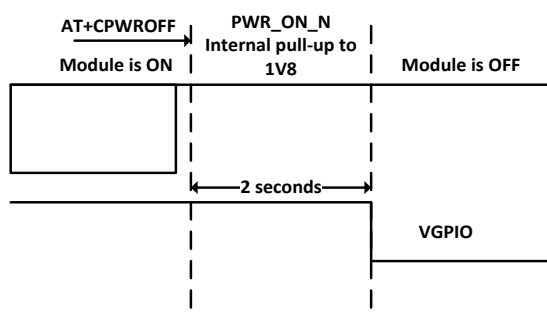 AT+CPWROFF
PWR_ON_N
Internal pull-up to
1V8
Module is ON
Module is OFF
2 seconds
VGPIO